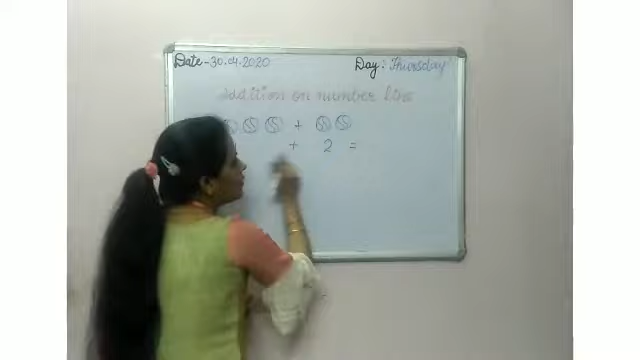 Date-30.04.2020
Day: Thursday
addition on number line
+
+ 2 =